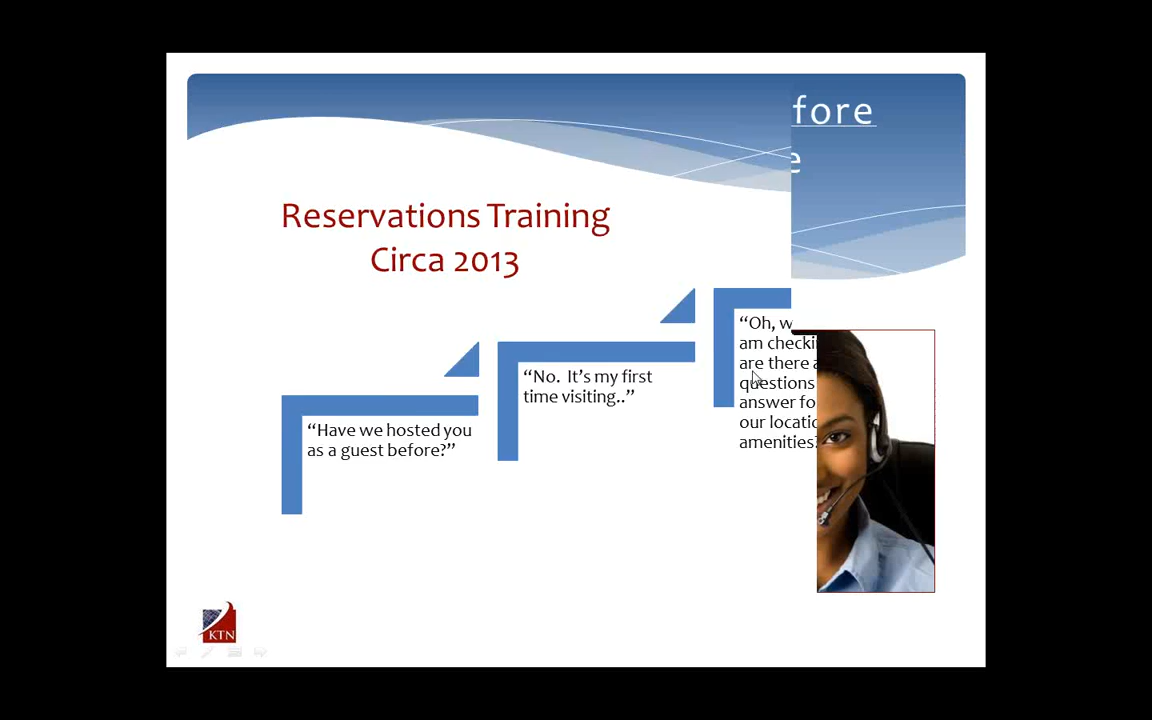 fore
e
Reservations Training
Circa 2013
“Oh, w
am checki
are there a
questions
answer fo
our locatio
amenities?
“No. It’s my first
time visiting..”
“Have we hosted you
as a guest before?”
KTN